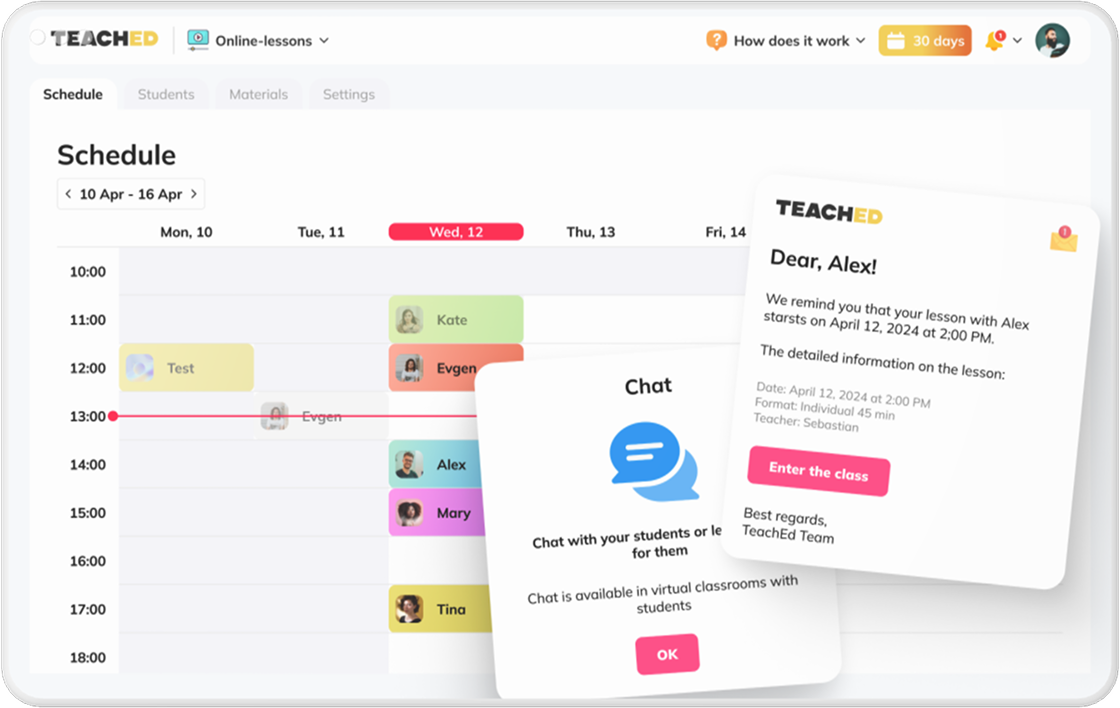 TEACHED
Online-lessons
How does it work
30 days
1
Schedule
Students
Materials
Settings
Schedule
10 Apr - 16 Apr
Mon, 10
Tue, 11
Wed, 12
Thu, 13
Fri, 14
10:00
11:00
Kate
12:00
Test
Evgen
13:00
Evgen
14:00
Alex
15:00
Mary
16:00
17:00
Tina
18:00
Chat
Chat with your students or le
for them
Chat is available in virtual classrooms with
students
OK
TEACHED
1
Dear, Alex!
We remind you that your lesson with Alex
starsts on April 12, 2024 at 2:00 PM.
The detailed information on the lesson:
Date: April 12, 2024 at 2:00 PM
Format: Individual 45 min
Teacher: Sebastian
Enter the class
Best regards,
TeachEd Team